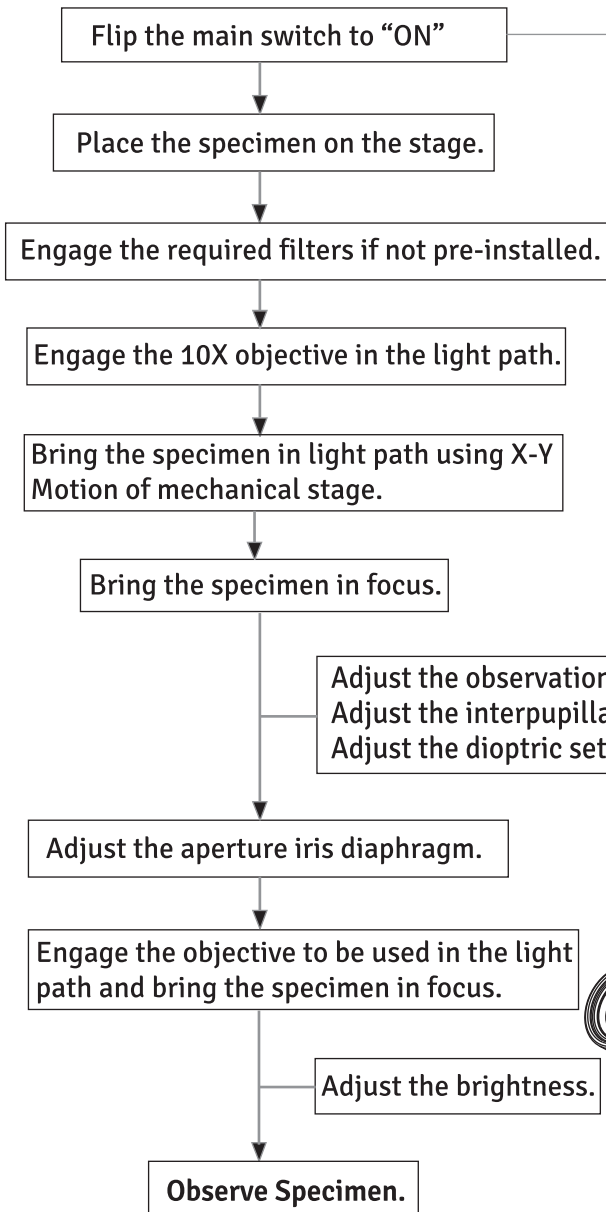 Flip the main switch to “ON”
Place the specimen on the stage.
Engage the required filters if not pre-installed.
Engage the 10X objective in the light path.
Bring the specimen in light path using X-Y
Motion of mechanical stage.
Bring the specimen in focus.
Adjust the observation
Adjust the
Adjust the dioptric
Adjust the aperture iris diaphragm.
Engage the objective to be used in the light
path and bring the specimen in focus.
Adjust the brightness.
Observe Specimen.